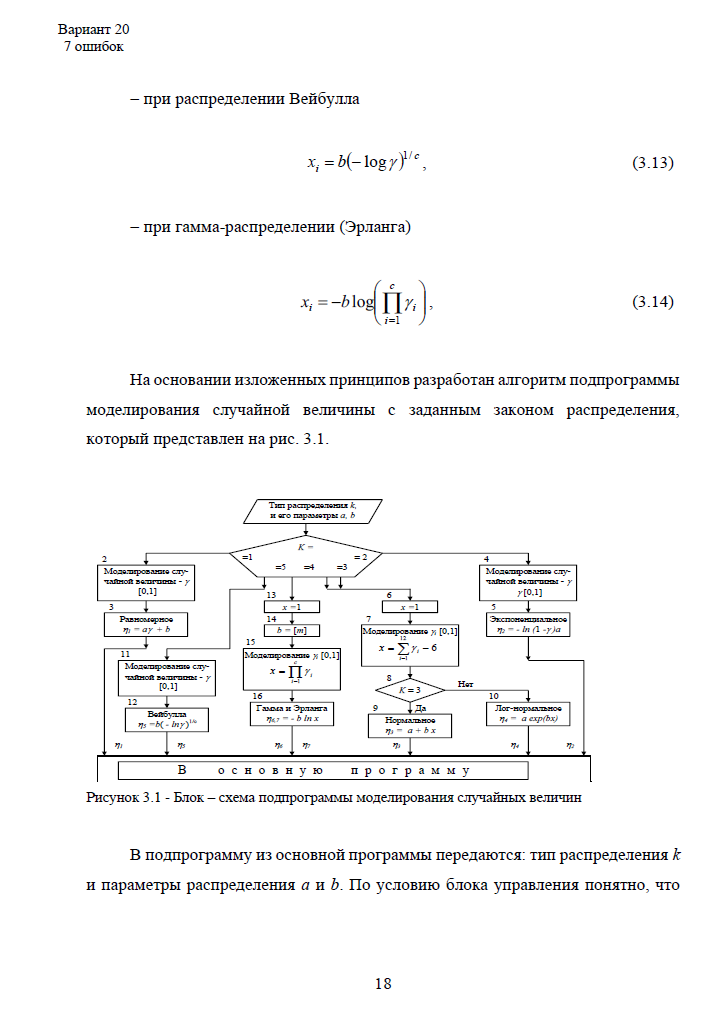 Вариант 20
7 ошибок
– при распределении Вейбулла
xᵢ = b(− log γ)^{1/c}, (3.13)
– при гамма-распределении (Эрланга)
xᵢ = −b log(∏_{i=1}^{c} γᵢ), (3.14)
На основании изложенных принципов разработан алгоритм подпрограммы
моделирования случайной величины с заданным законом распределения,
который представлен на рис. 3.1.
Тип распределения k,
и его параметры a, b
K =
=1
= 2
=5 =4 =3
2
Моделирование слу-
чайной величины - γ
[0,1]
3
Равномерное
η₁ = aγ + b
4
Моделирование слу-
чайной величины - γ
γ [0,1]
5
Экспоненциальное
η₂ = - ln (1 -γ)a
13
x =1
14
b = [m]
15
Моделирование γᵢ [0,1]
x = ∏_{i=1}^{c} γᵢ
16
Гамма и Эрланга
η₆,₇ = - b ln x
6
x =1
7
Моделирование γᵢ [0,1]
x = ∑_{i=1}^{12} γᵢ − 6
8
K = 3
Нет
Да
9
Нормальное
η₃ = a + b x
10
Лог-нормальное
η₄ = a exp(bx)
11
Моделирование слу-
чайной величины - γ
[0,1]
12
Вейбулла
η₅ =b( - lnγ)^{1/c}
η₁ η₅ η₆ η₇ η₃ η₄ η₂
В основную программу
Рисунок 3.1 - Блок – схема подпрограммы моделирования случайных величин
В подпрограмму из основной программы передаются: тип распределения k
и параметры распределения a и b. По условию блока управления понятно, что
18